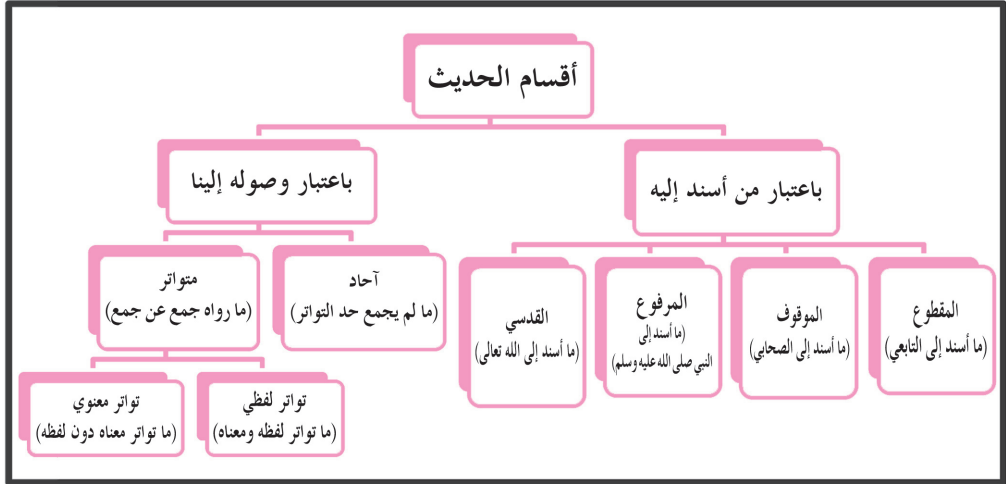 أقسام الحديث
باعتبار من أسند إليه
باعتبار وصوله إلينا
المقطوع
(ما أسند إلى التابعي)
الموقوف
(ما أسند إلى الصحابي)
المرفوع
(ما أسند إلى
النبي صلى الله عليه وسلم)
القدسي
(ما أسند إلى الله تعالى)
آحاد
(ما لم يجمع حد التواتر)
متواتر
(ما رواه جمع عن جمع)
تواتر لفظي
(ما تواتر لفظه ومعناه)
تواتر معنوي
(ما تواتر معناه دون لفظه)